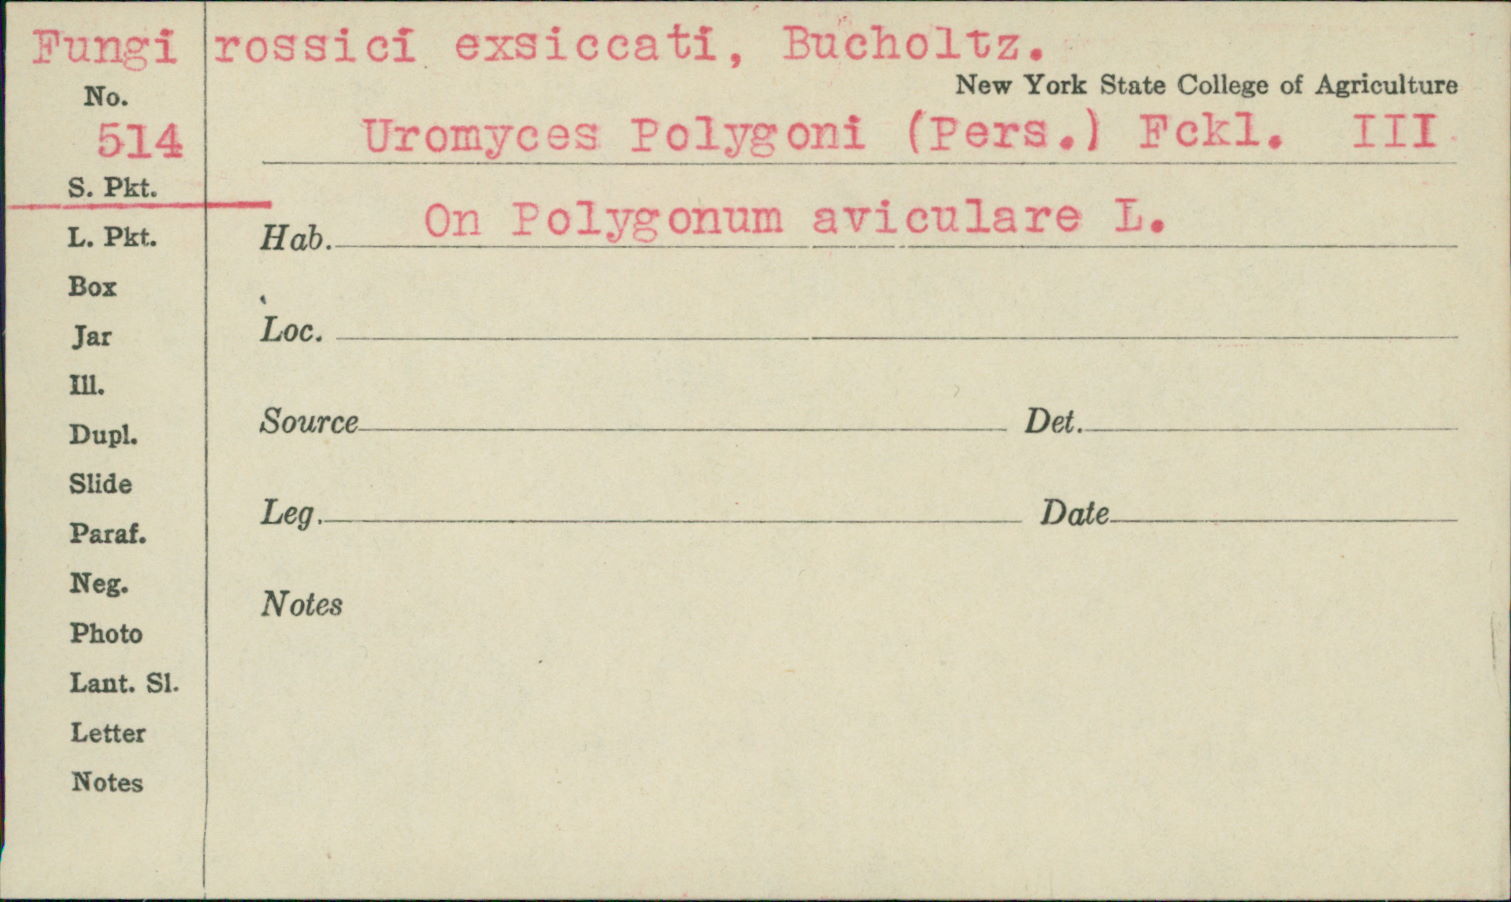 Fungi rossici exsiccati, Bucholtz.
New York State College of Agriculture
No.
514
Uromyces Polygoni (Pers.) Fckl. III
S. Pkt.
Hab. On Polygonum aviculare L.
L. Pkt.
Box
Loc.
Jar
Ill.
Source Det.
Dupl.
Slide
Leg. Date
Paraf.
Neg.
Notes
Photo
Lant. Sl.
Letter
Notes